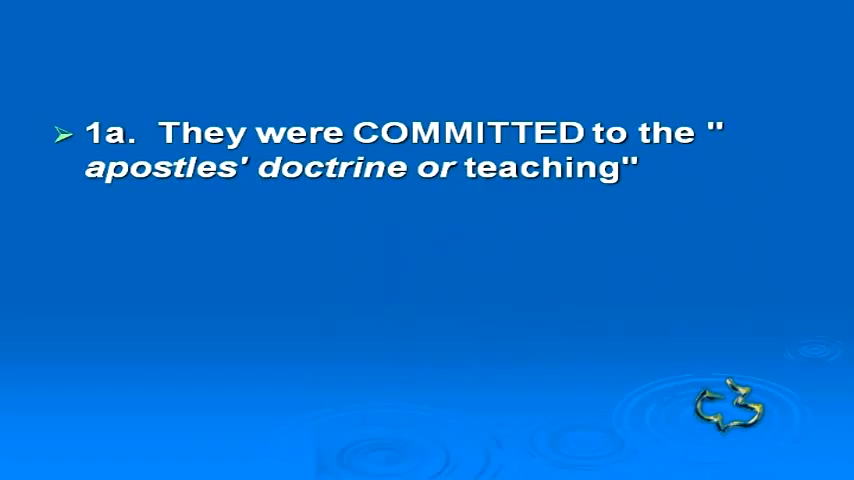 1a. They were COMMITTED to the "
apostles' doctrine or teaching"